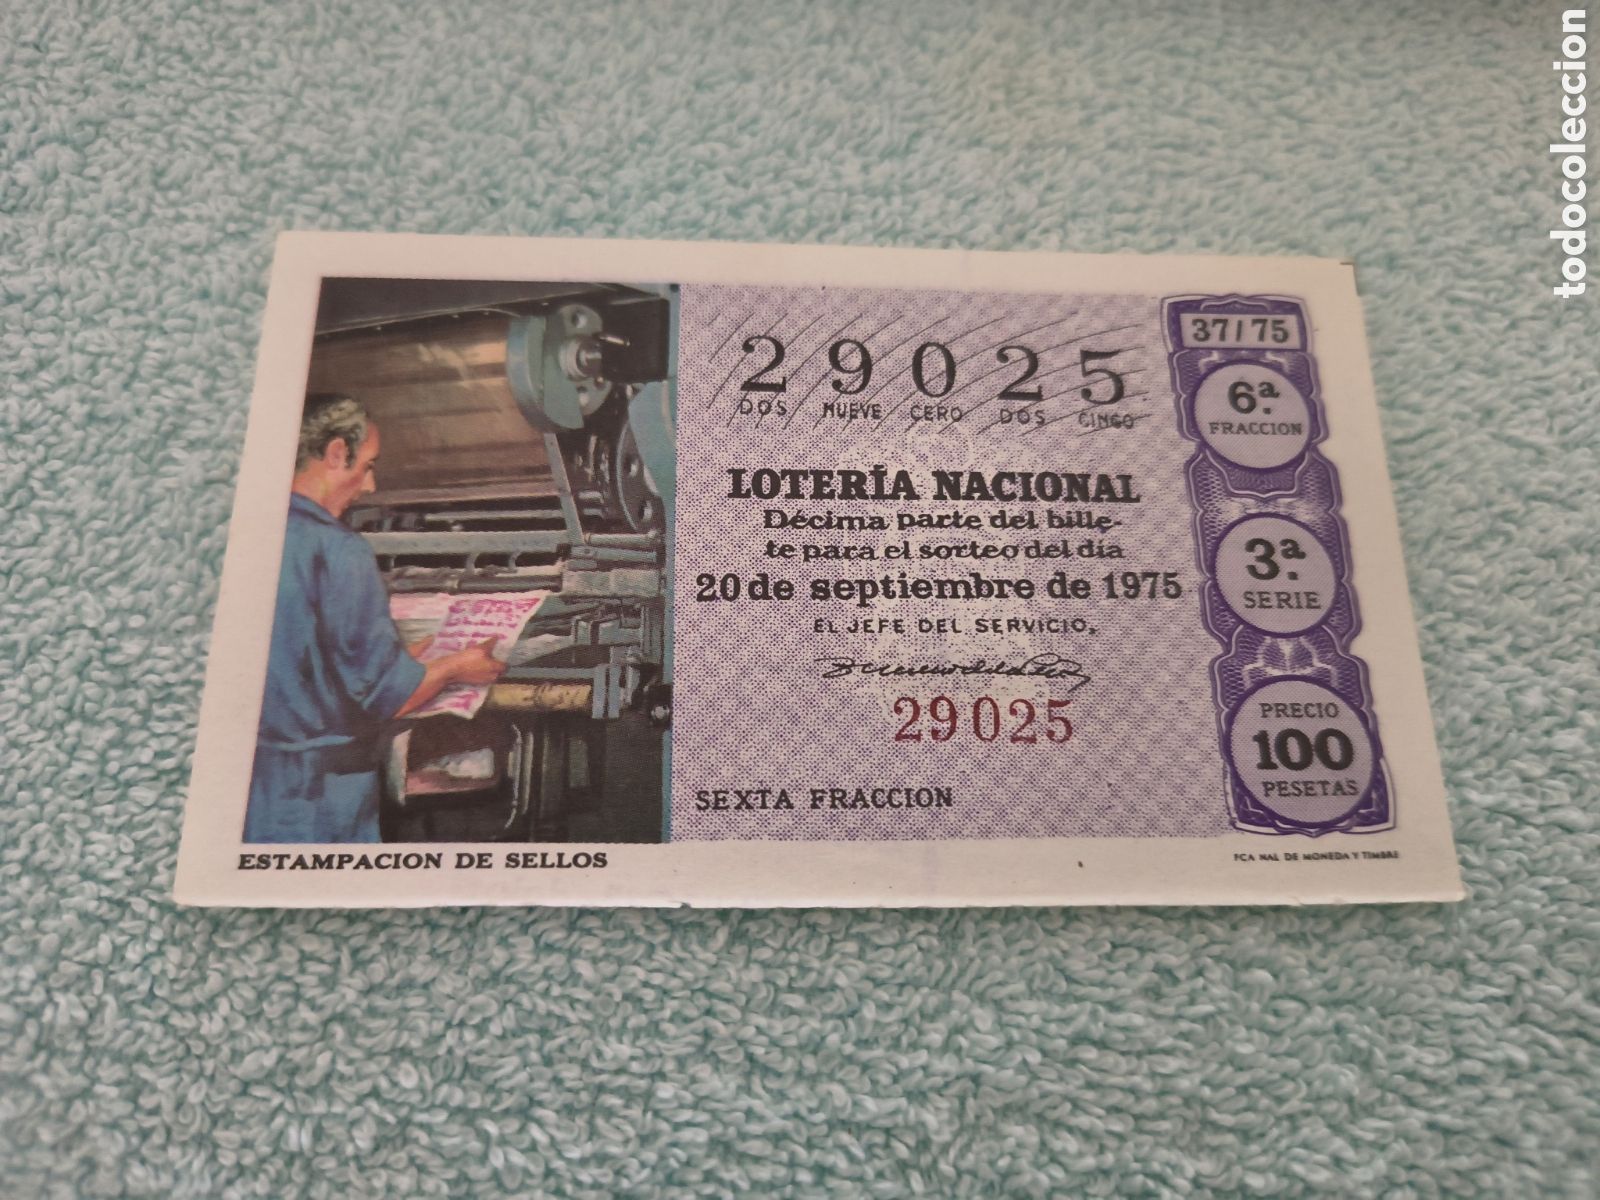 todocoleccion
37/75
29025
DOS NUEVE CERO DOS CINCO
6ª
FRACCION
LOTERÍA NACIONAL
Décima parte del bille-
te para el sorteo del día
20 de septiembre de 1975
3ª
SERIE
EL JEFE DEL SERVICIO,
29025
PRECIO
100
PESETAS
SEXTA FRACCION
ESTAMPACION DE SELLOS
FCA NAL DE MONEDA Y TIMBRE